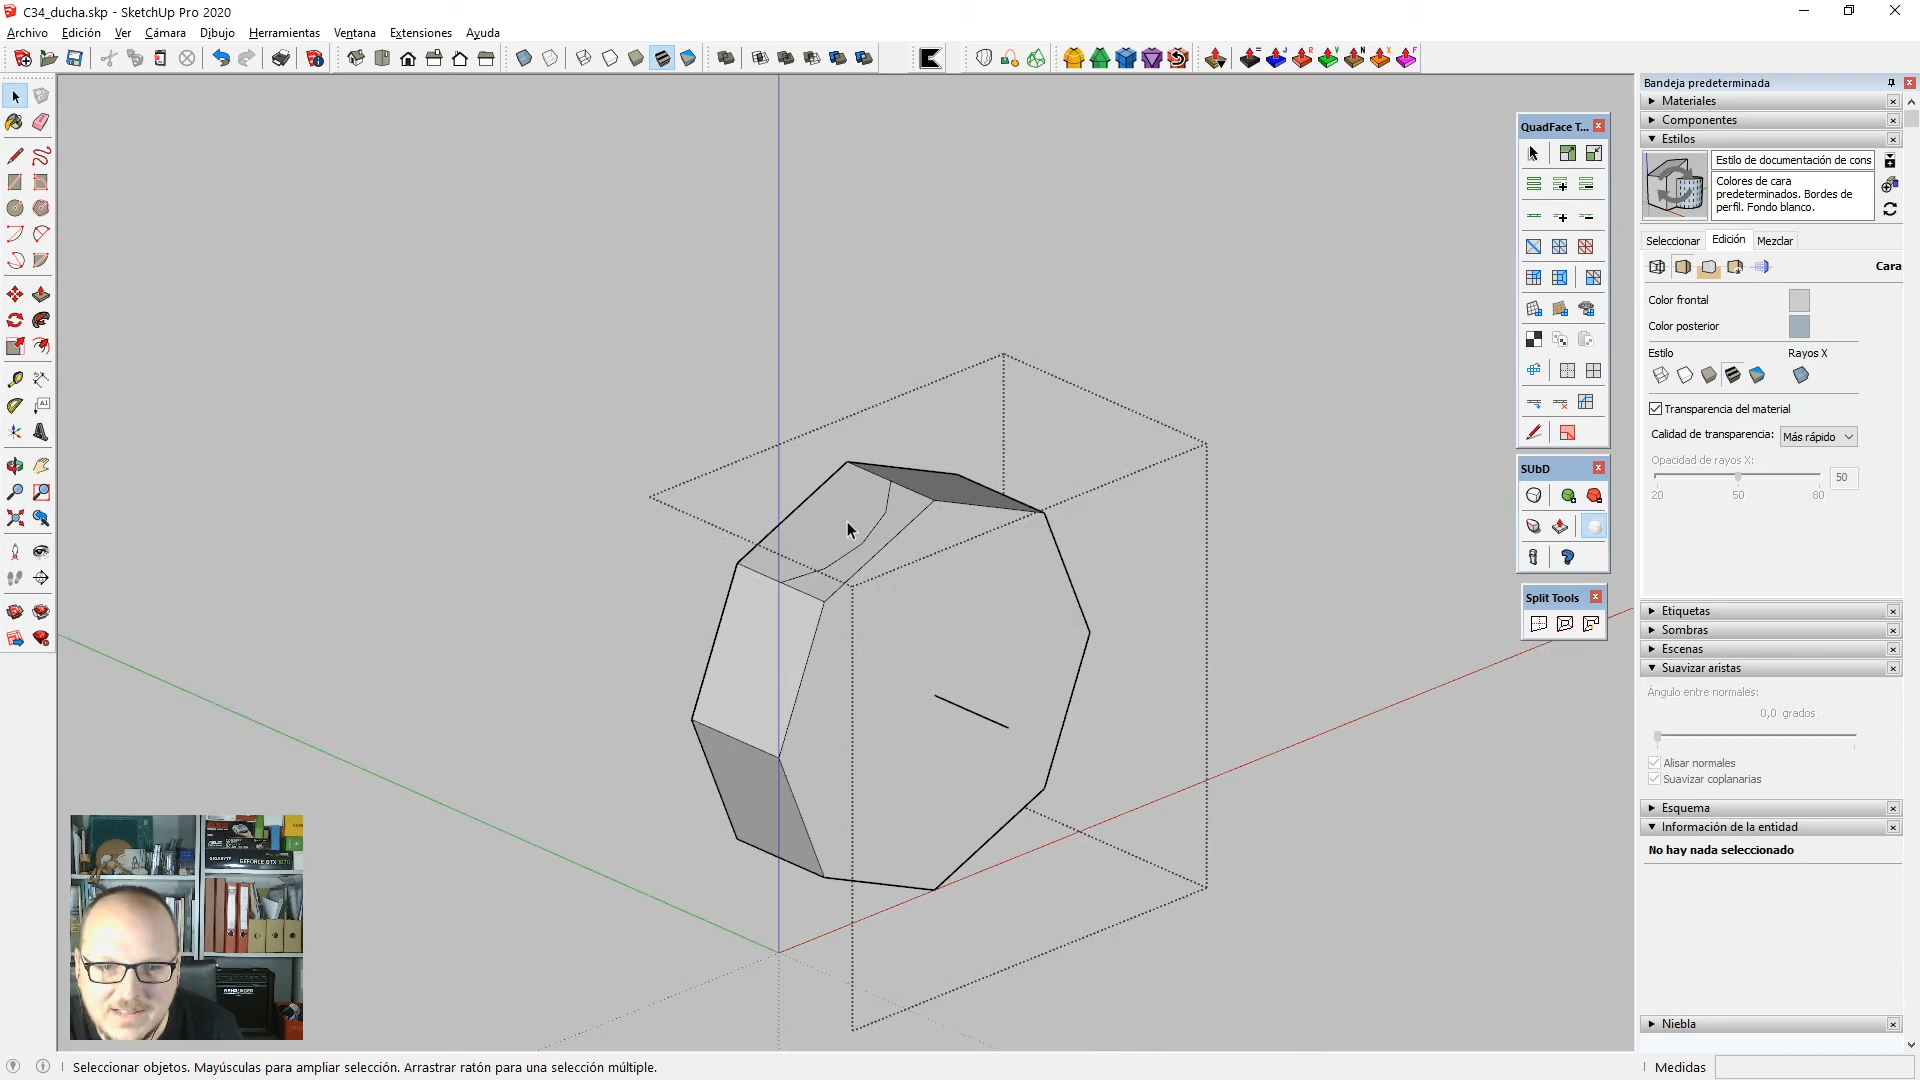 C34_ducha.skp - SketchUp Pro 2020
Archivo Edición Ver Cámara Dibujo Herramientas Ventana Extensiones Ayuda
Bandeja predeterminada
Materiales
Componentes
Estilos
Estilo de documentación de cons
Colores de cara
predeterminados. Bordes de
perfil. Fondo blanco.
Seleccionar Edición Mezclar
Cara
Color frontal
Color posterior
Estilo Rayos X
Transparencia del material
Calidad de transparencia: Más rápido
Opacidad de rayos X:
50
20 50 80
Etiquetas
Sombras
Escenas
Suavizar aristas
Ángulo entre normales:
0,0 grados
Alisar normales
Suavizar coplanarias
Esquema
Información de la entidad
No hay nada seleccionado
Niebla
QuadFace T...
SUbD
Split Tools
GIGABYTE GEFORCE GTX 1070
BEHRINGER
Seleccionar objetos. Mayúsculas para ampliar selección. Arrastrar ratón para una selección múltiple.
Medidas